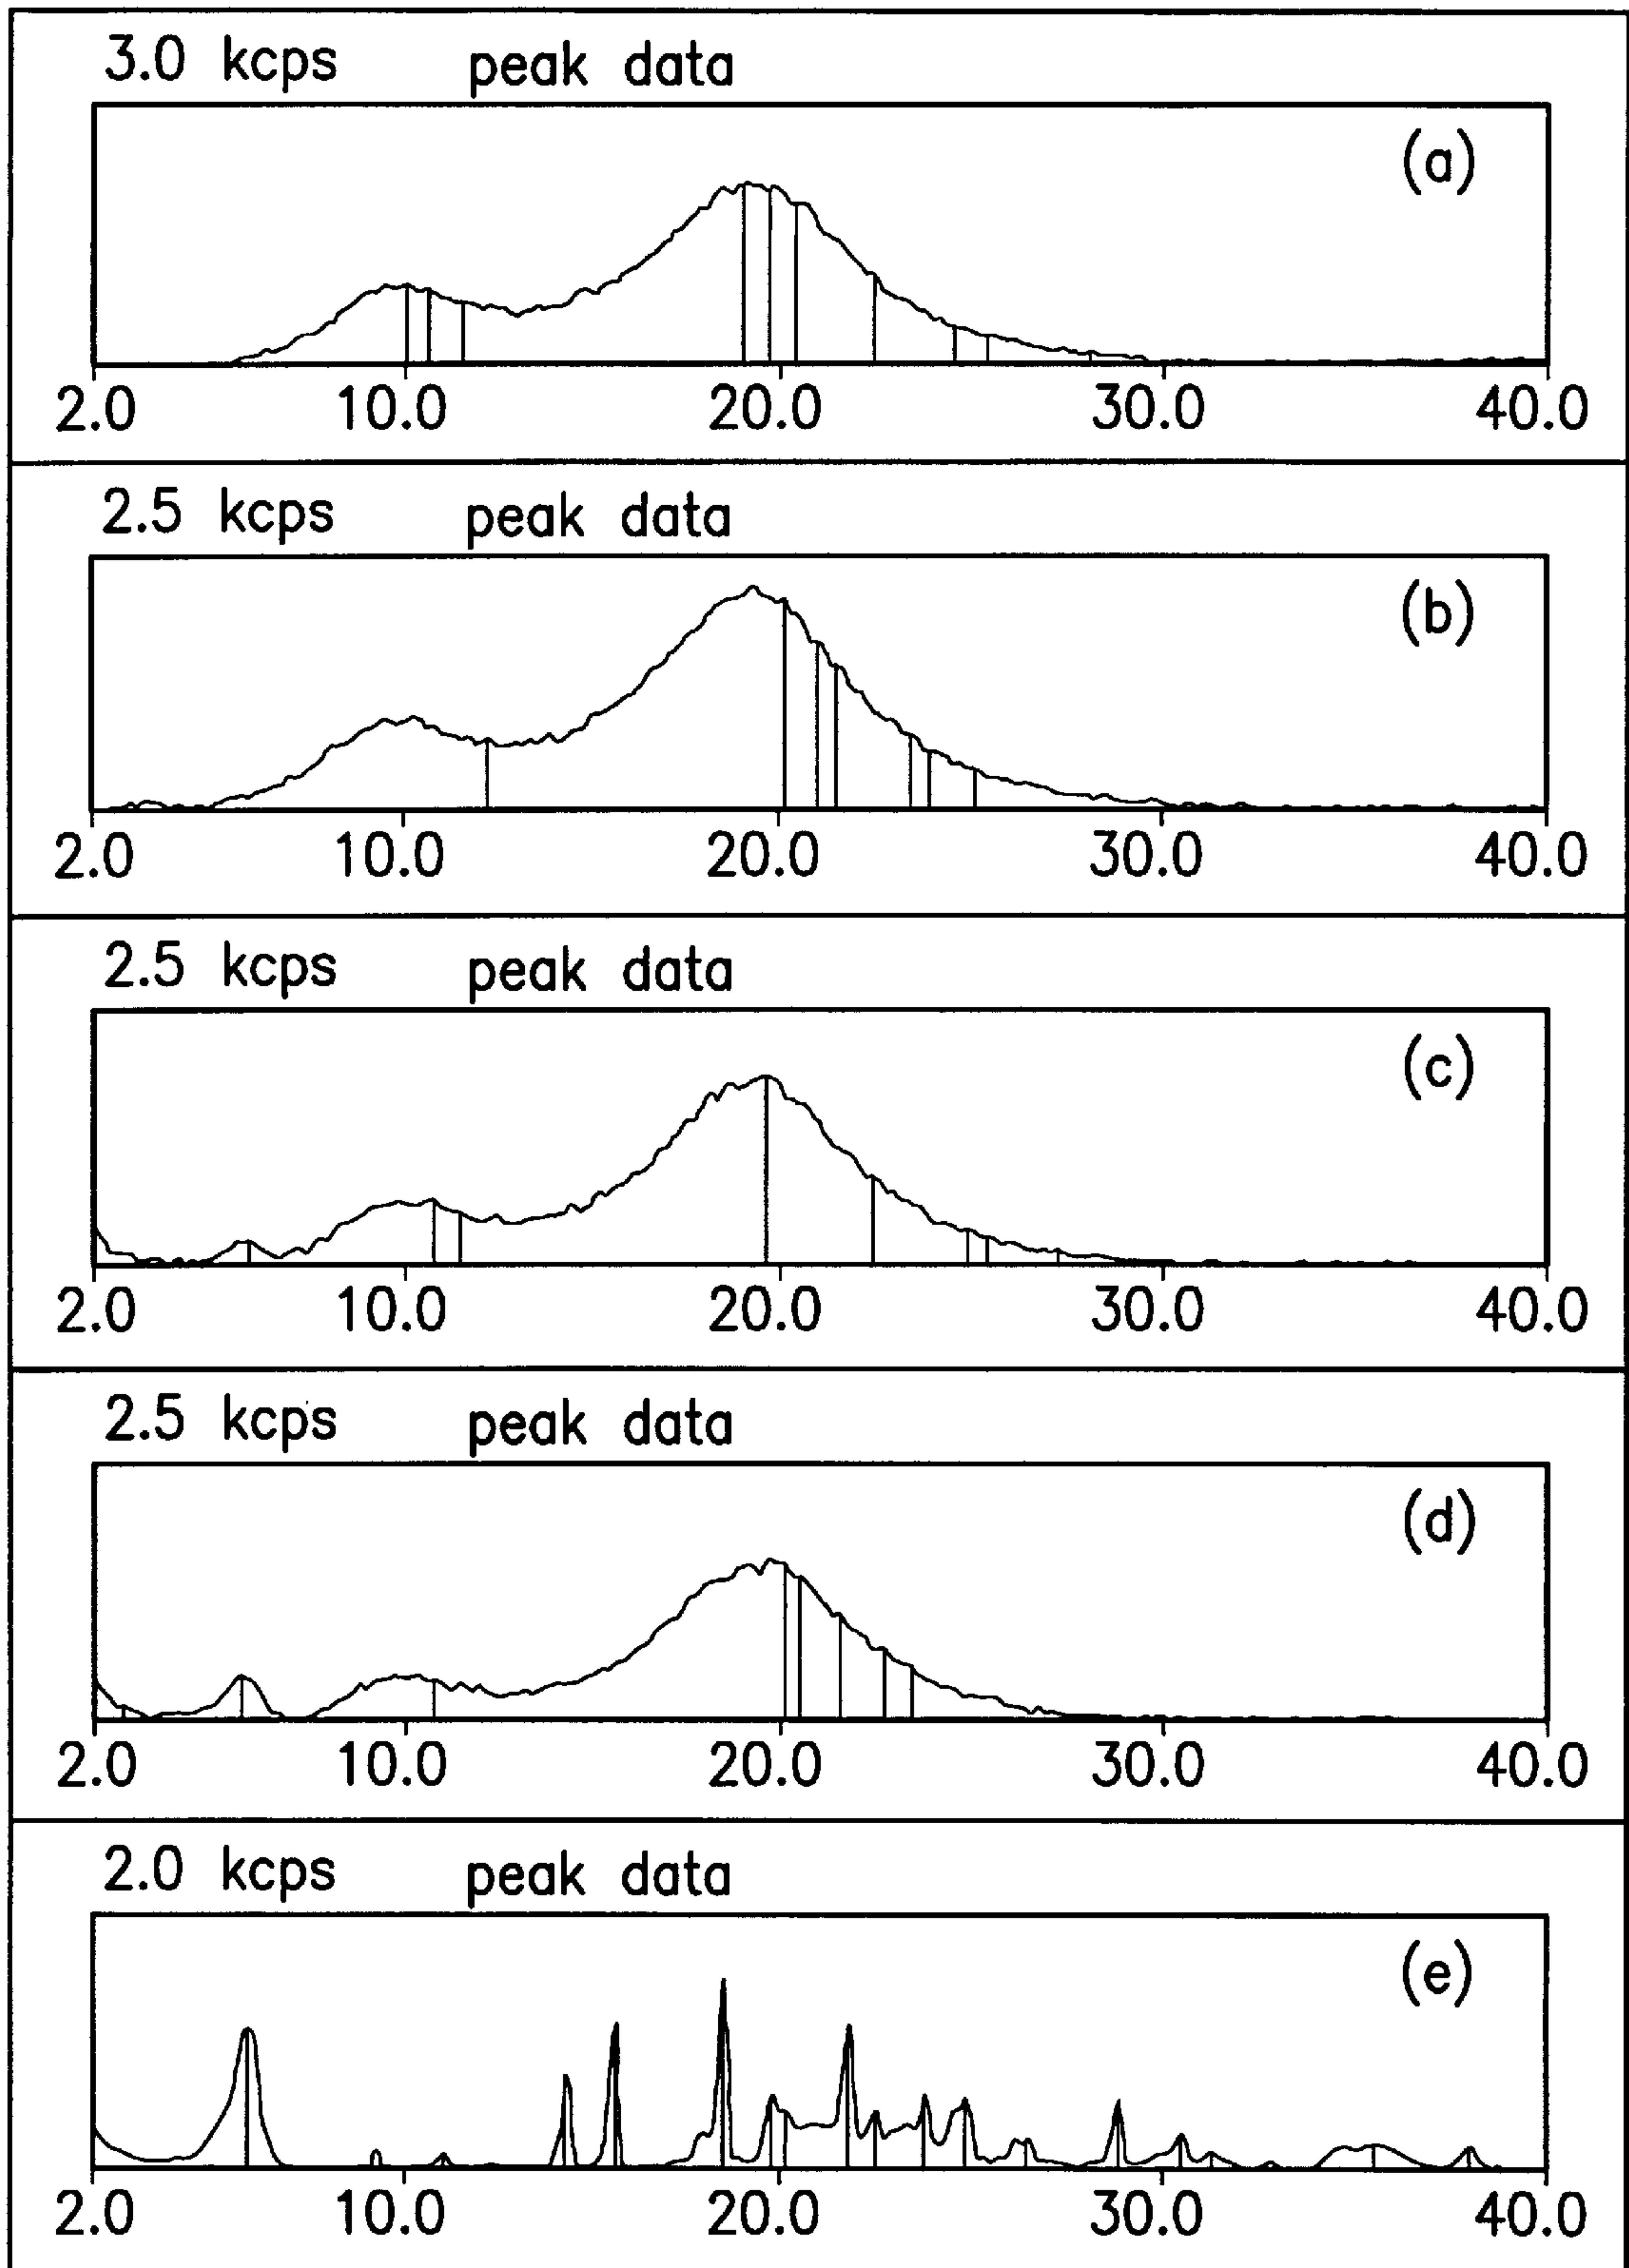 3.0 kcps peak data
(a)
2.0 10.0 20.0 30.0 40.0
2.5 kcps peak data
(b)
2.0 10.0 20.0 30.0 40.0
2.5 kcps peak data
(c)
2.0 10.0 20.0 30.0 40.0
2.5 kcps peak data
(d)
2.0 10.0 20.0 30.0 40.0
2.0 kcps peak data
(e)
2.0 10.0 20.0 30.0 40.0